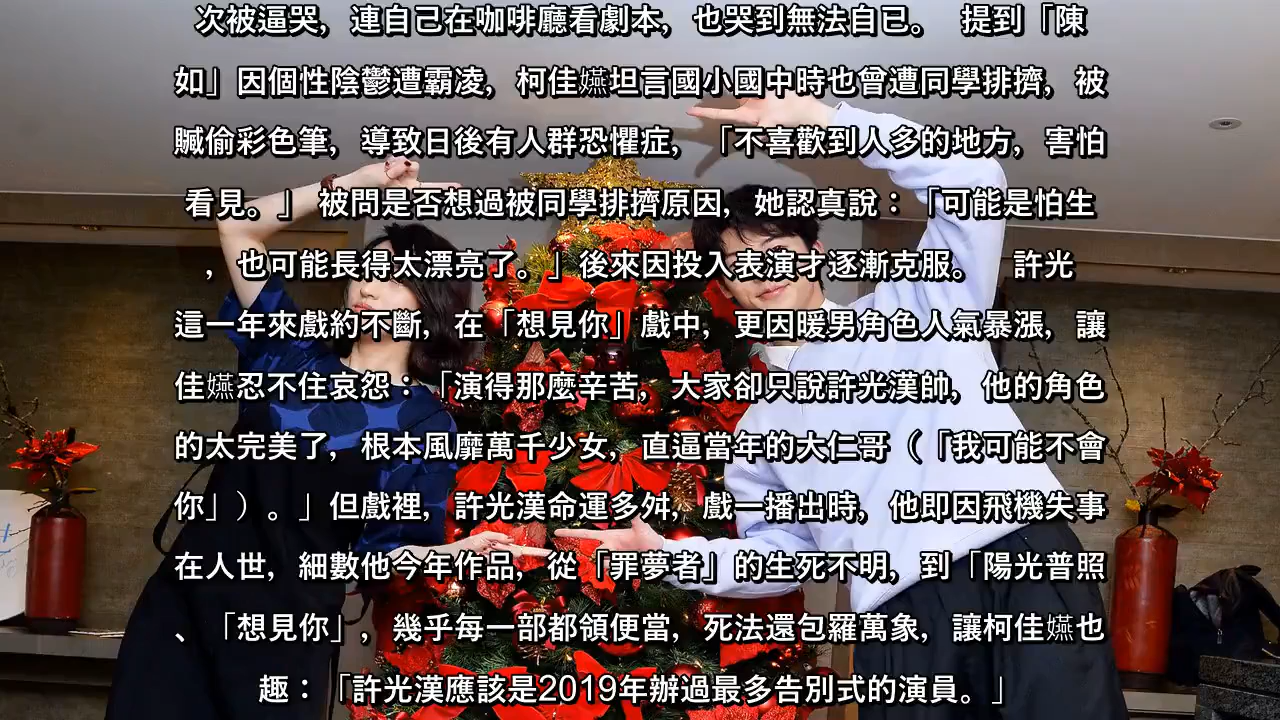 次被逼哭，連自己在咖啡廳看劇本，也哭到無法自已。 提到「陳
如」因個性陰鬱遭霸凌，柯佳嬿坦言國小國中時也曾遭同學排擠，被
贓偷彩色筆，導致日後有人群恐懼症，「不喜歡到人多的地方，害怕
看見。」 被問是否想過被同學排擠原因，她認真說：「可能是怕生
，也可能長得太漂亮了。」後來因投入表演才逐漸克服。 許光
這一年來戲約不斷，在「想見你」戲中，更因暖男角色人氣暴漲，讓
佳嬿忍不住哀怨：「演得那麼辛苦，大家卻只說許光漢帥，他的角色
的太完美了，根本風靡萬千少女，直逼當年的大仁哥（「我可能不會
你」）。」但戲裡，許光漢命運多舛，戲一播出時，他即因飛機失事
在人世，細數他今年作品，從「罪夢者」的生死不明，到「陽光普照
、「想見你」，幾乎每一部都領便當，死法還包羅萬象，讓柯佳嬿也
趣：「許光漢應該是2019年辦過最多告別式的演員。」